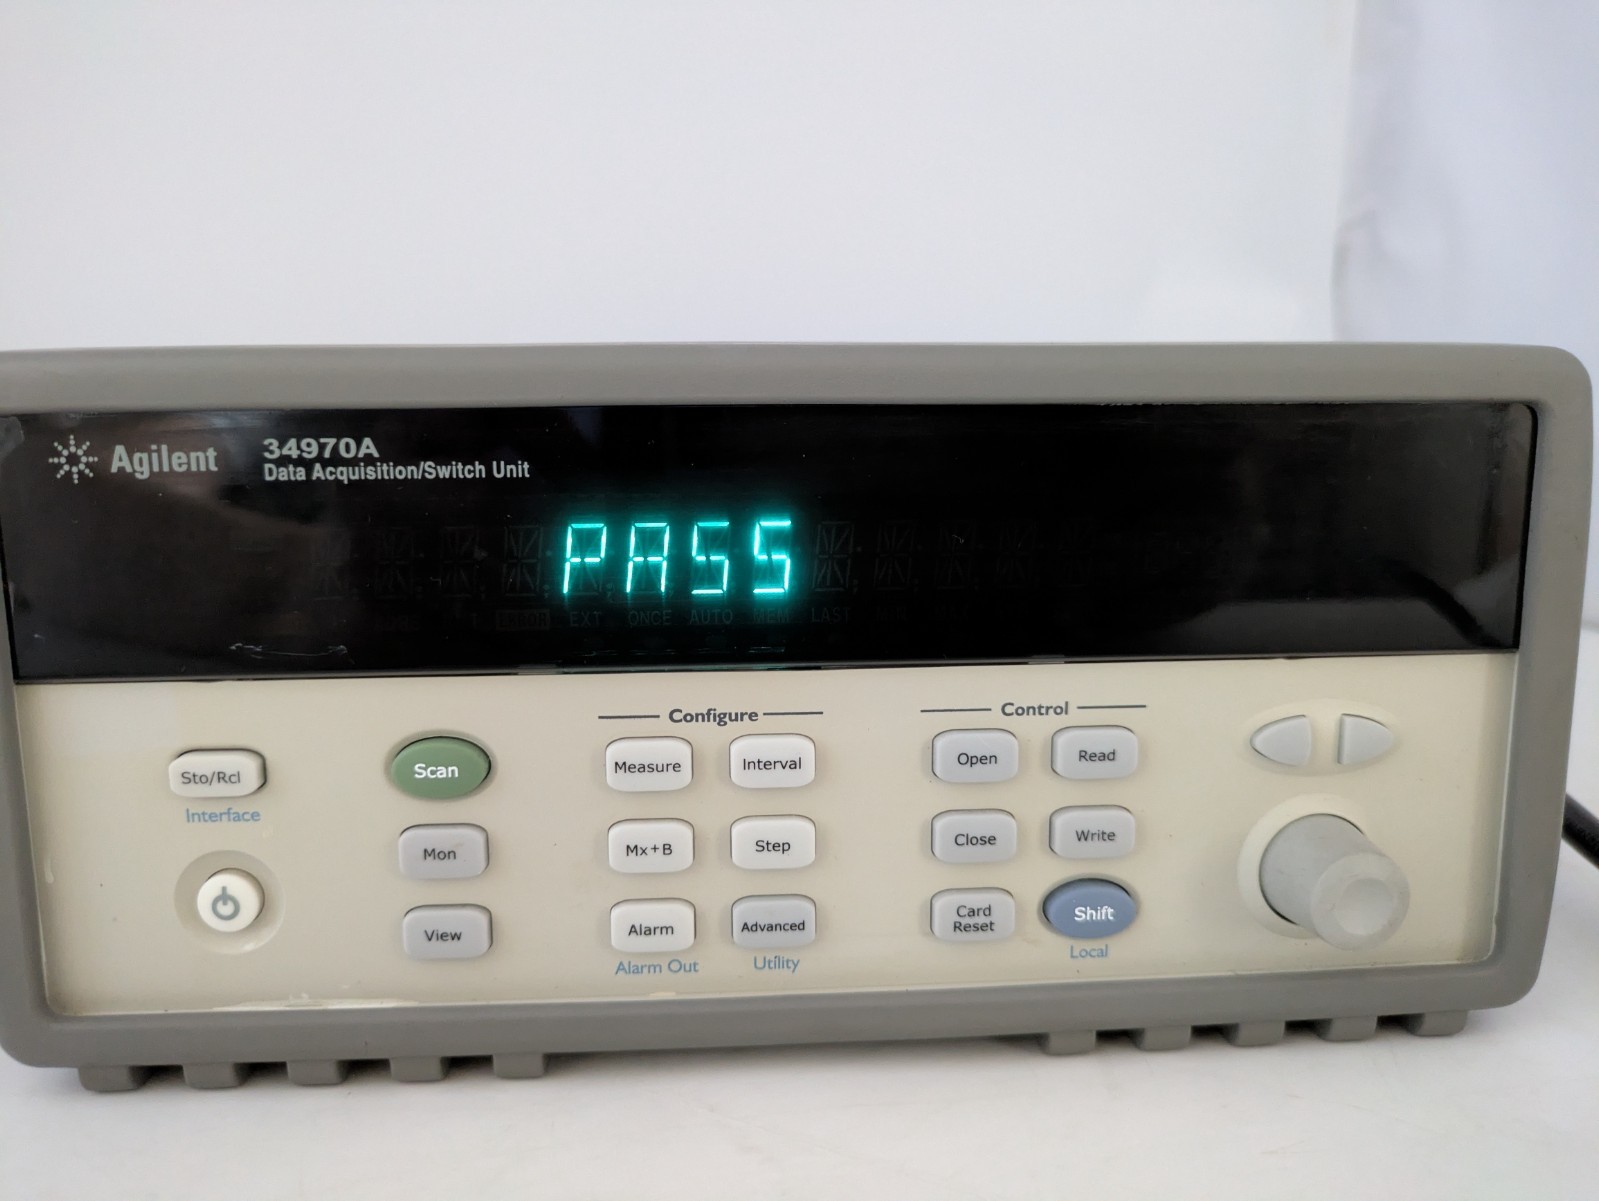 Agilent 34970A
Data Acquisition/Switch Unit
PASS
ERROR EXT ONCE AUTO MEM LAST
Configure
Control
Sto/Rcl
Interface
Scan
Mon
View
Measure Interval
Mx+B Step
Alarm Advanced
Alarm Out Utility
Open Read
Close Write
Card Reset
Shift
Local